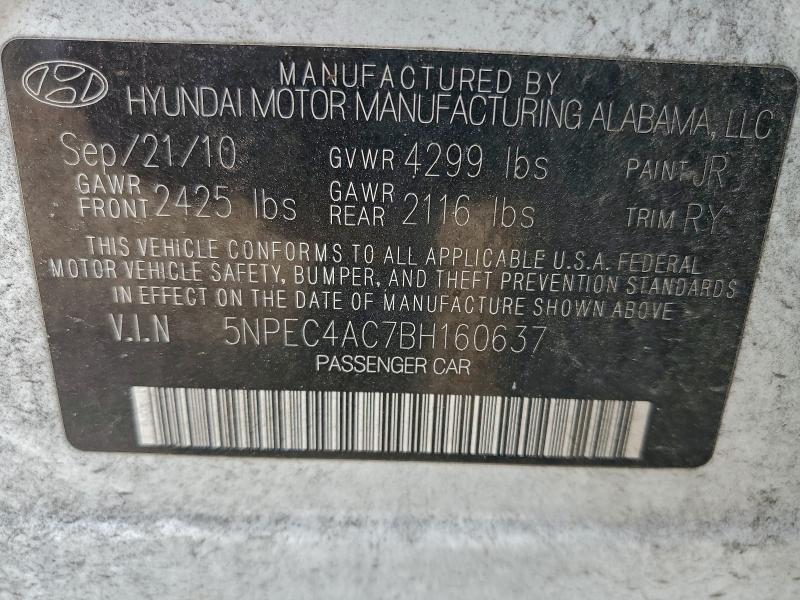 MANUFACTURED BY
HYUNDAI MOTOR MANUFACTURING ALABAMA, LLC
Sep/21/10 GVWR 4299 lbs PAINT JR
GAWR FRONT 2425 lbs GAWR REAR 2116 lbs TRIM RY
THIS VEHICLE CONFORMS TO ALL APPLICABLE U.S.A. FEDERAL
MOTOR VEHICLE SAFETY, BUMPER, AND THEFT PREVENTION STANDARDS
IN EFFECT ON THE DATE OF MANUFACTURE SHOWN ABOVE
V.I.N 5NPEC4AC7BH160637
PASSENGER CAR